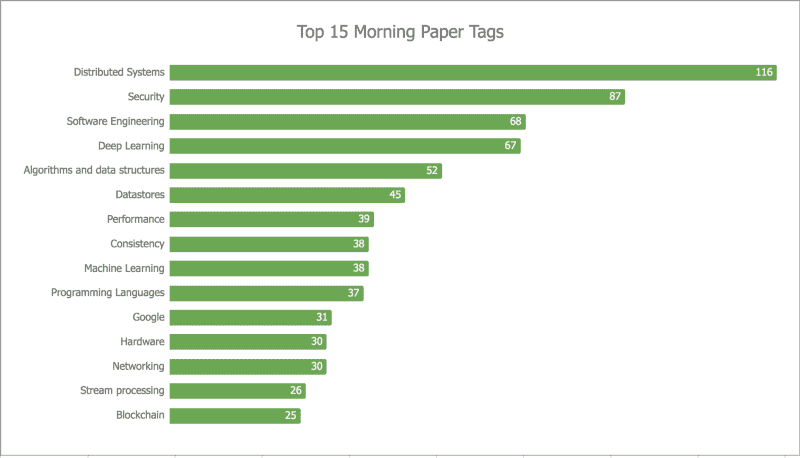 Top 15 Morning Paper Tags
Distributed Systems 116
Security 87
Software Engineering 68
Deep Learning 67
Algorithms and data structures 52
Datastores 45
Performance 39
Consistency 38
Machine Learning 38
Programming Languages 37
Google 31
Hardware 30
Networking 30
Stream processing 26
Blockchain 25